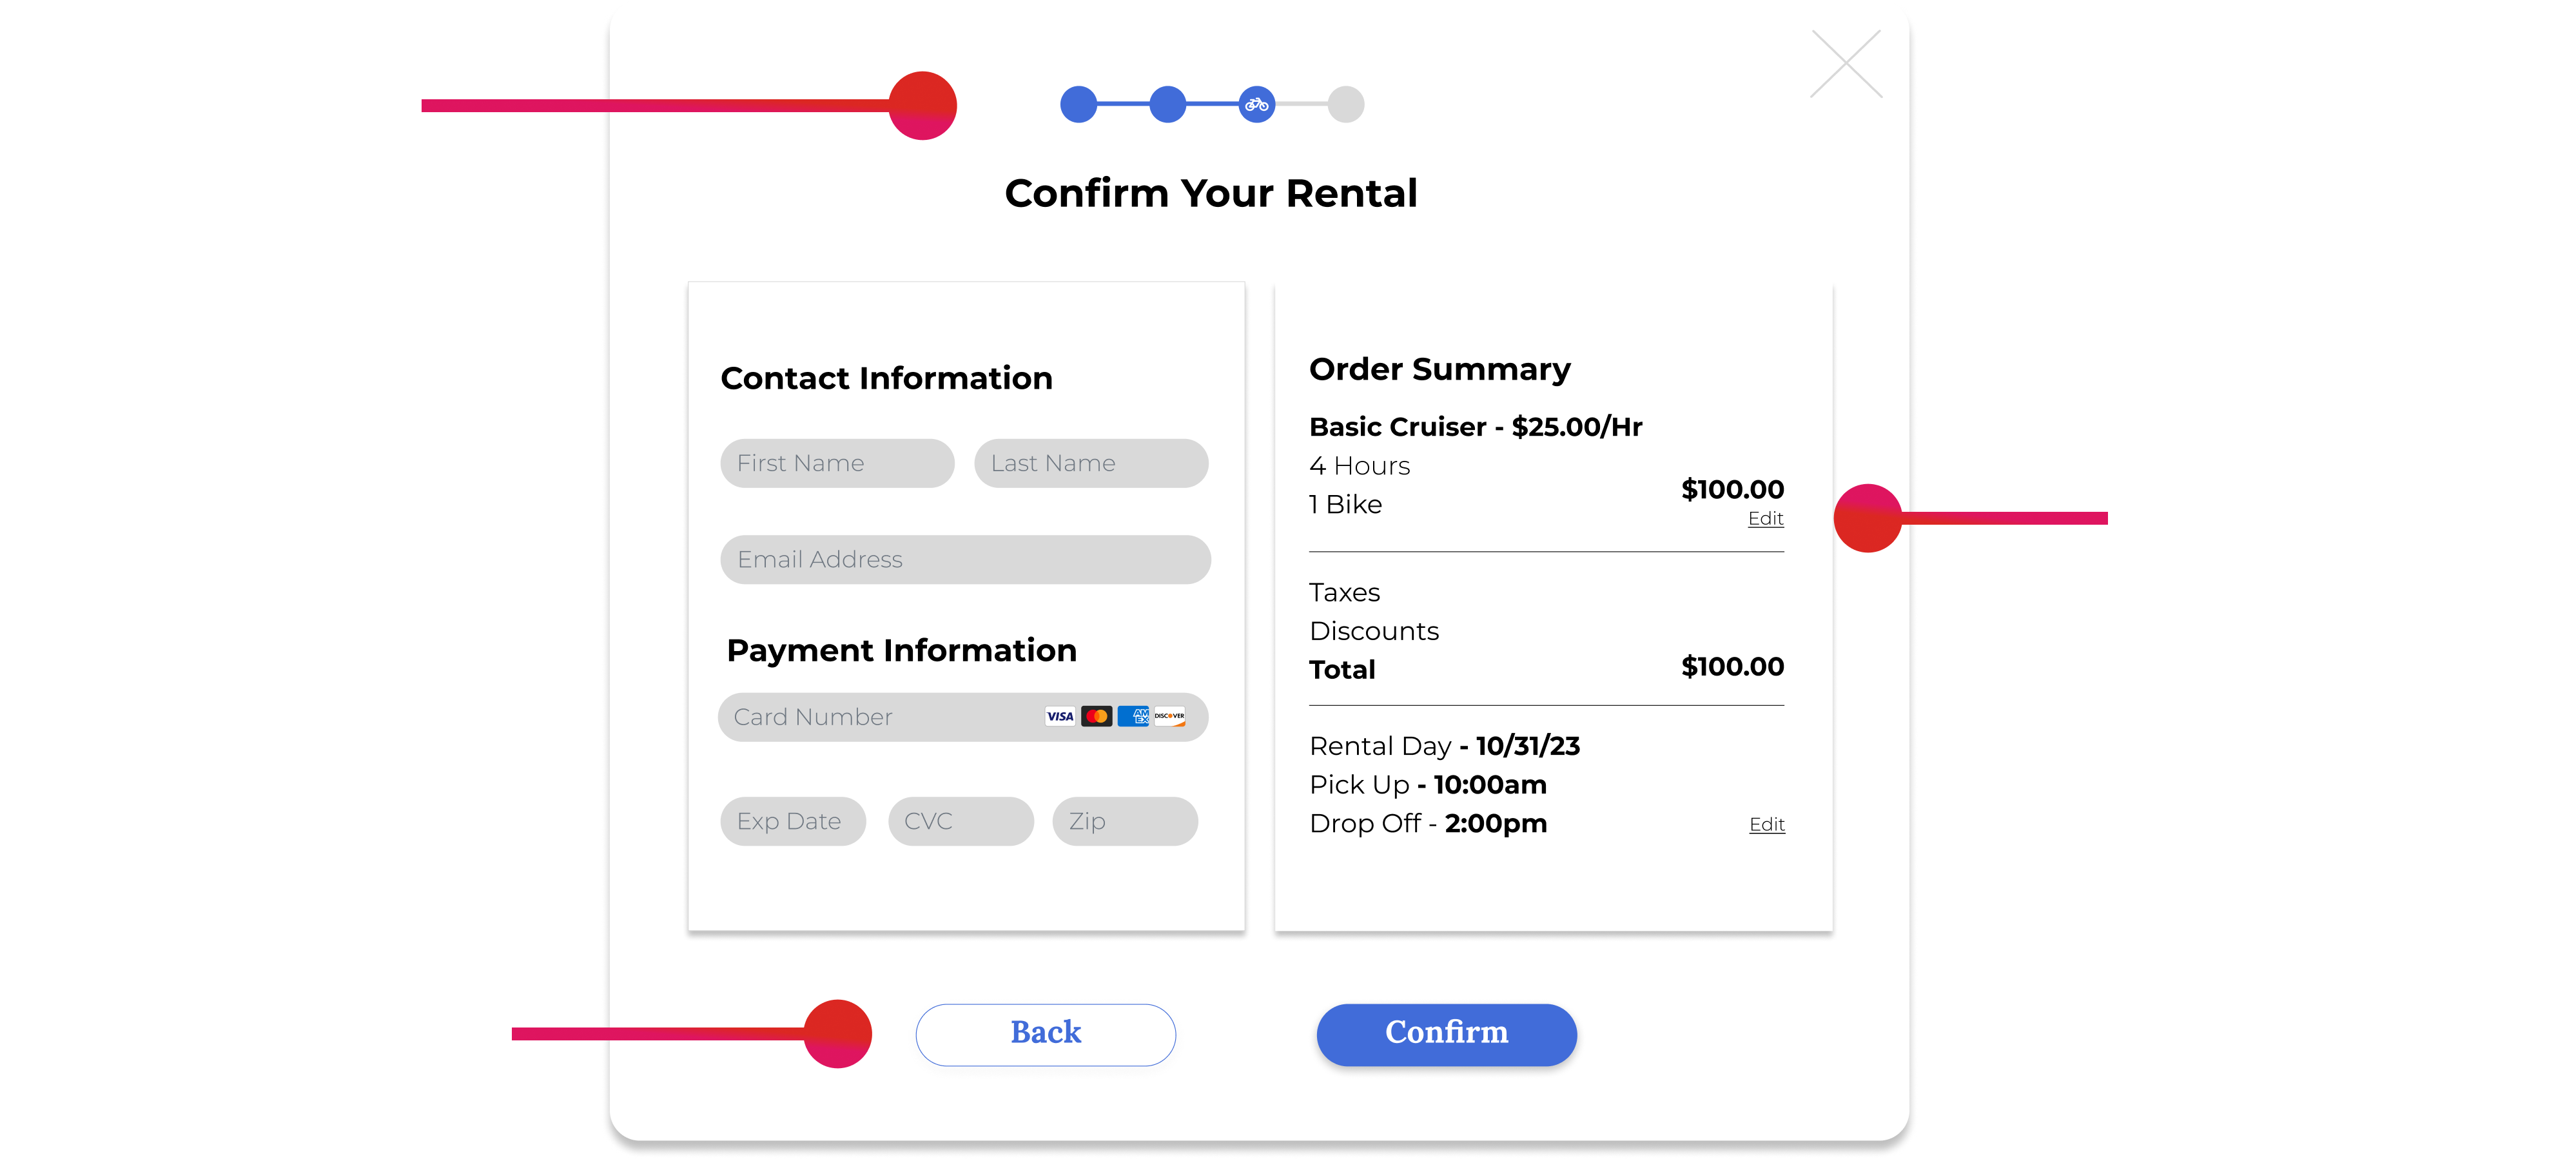 Confirm Your Rental
Contact Information
First Name Last Name
Email Address
Payment Information
Card Number VISA AM EX DISCOVER
Exp Date CVC Zip
Order Summary
Basic Cruiser - $25.00/Hr
4 Hours
1 Bike $100.00
Edit
Taxes
Discounts
Total $100.00
Rental Day - 10/31/23
Pick Up - 10:00am
Drop Off - 2:00pm Edit
Back Confirm